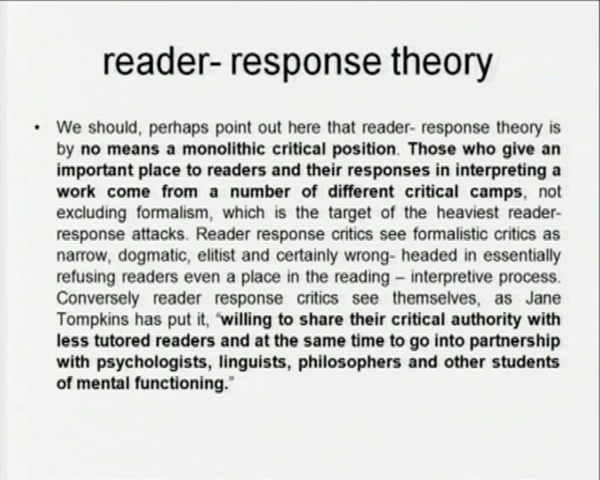 reader- response theory
• We should, perhaps point out here that reader- response theory is
by no means a monolithic critical position. Those who give an
important place to readers and their responses in interpreting a
work come from a number of different critical camps, not
excluding formalism, which is the target of the heaviest reader-
response attacks. Reader response critics see formalistic critics as
narrow, dogmatic, elitist and certainly wrong- headed in essentially
refusing readers even a place in the reading – interpretive process.
Conversely reader response critics see themselves, as Jane
Tompkins has put it, “willing to share their critical authority with
less tutored readers and at the same time to go into partnership
with psychologists, linguists, philosophers and other students
of mental functioning.”